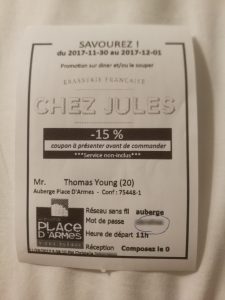 SAVOUREZ !
du 2017-11-30 au 2017-12-01
Promotion sur dîner et/ou le souper
BRASSERIE FRANÇAISE
CHEZ JULES
-15 %
coupon à présenter avant de commander
***Service non-inclus***
Mr. Thomas Young (20)
Auberge Place D'Armes - Conf : 75448-1
Réseau sans fil auberge
Mot de passe
Heure de départ 11h
Réception Composez le 0
AUBERGE
PLACE
D'ARMES